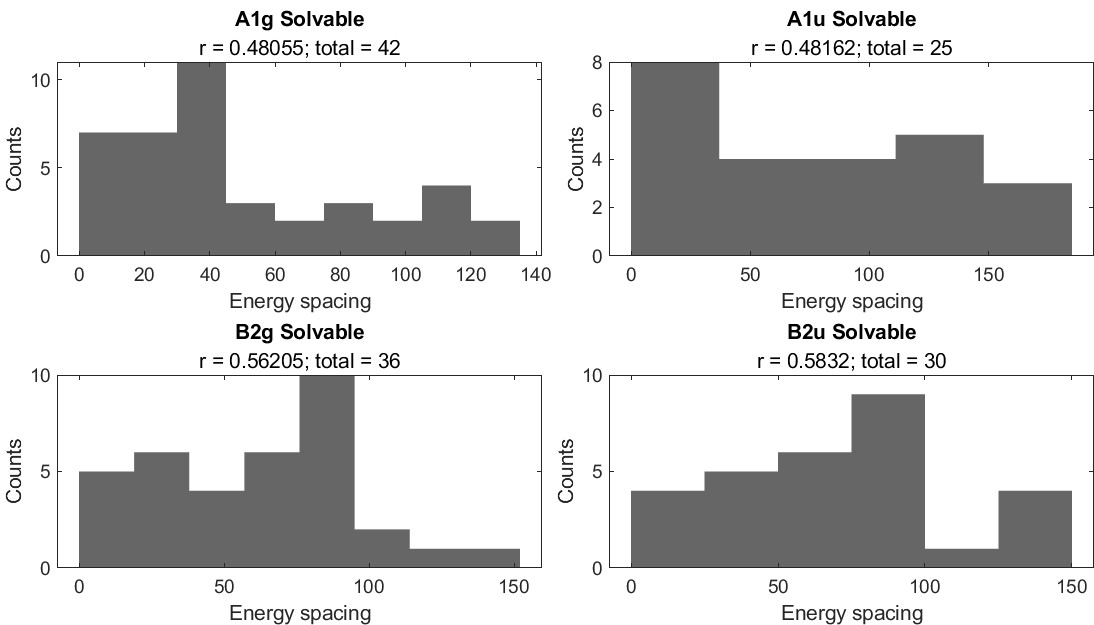 A1g Solvable
r = 0.48055; total = 42
10
5
0
Counts
0 20 40 60 80 100 120 140
Energy spacing
A1u Solvable
r = 0.48162; total = 25
8
6
4
2
0
Counts
0 50 100 150
Energy spacing
B2g Solvable
r = 0.56205; total = 36
10
5
0
Counts
0 50 100 150
Energy spacing
B2u Solvable
r = 0.5832; total = 30
10
5
0
Counts
0 50 100 150
Energy spacing